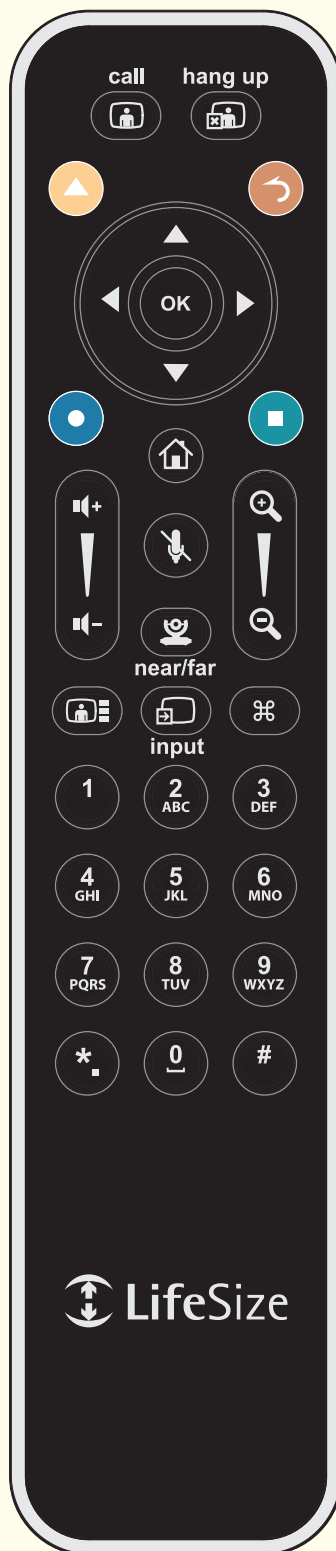 call hang up
OK
+
-
near/far
input
1 2 3
ABC DEF
4 5 6
GHI JKL MNO
7 8 9
PQRS TUV WXYZ
*. 0 #
LifeSize